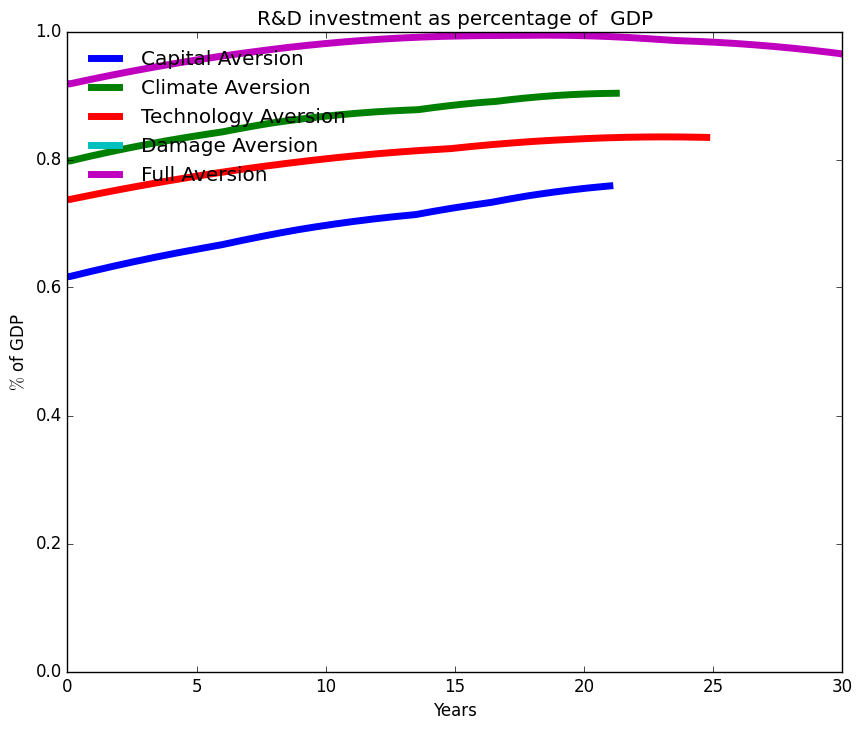 R&D investment as percentage of  GDP
1.0
0.8
0.6
0.4
0.2
0.0
% of GDP
Capital Aversion
Climate Aversion
Technology Aversion
Damage Aversion
Full Aversion
0 5 10 15 20 25 30
Years